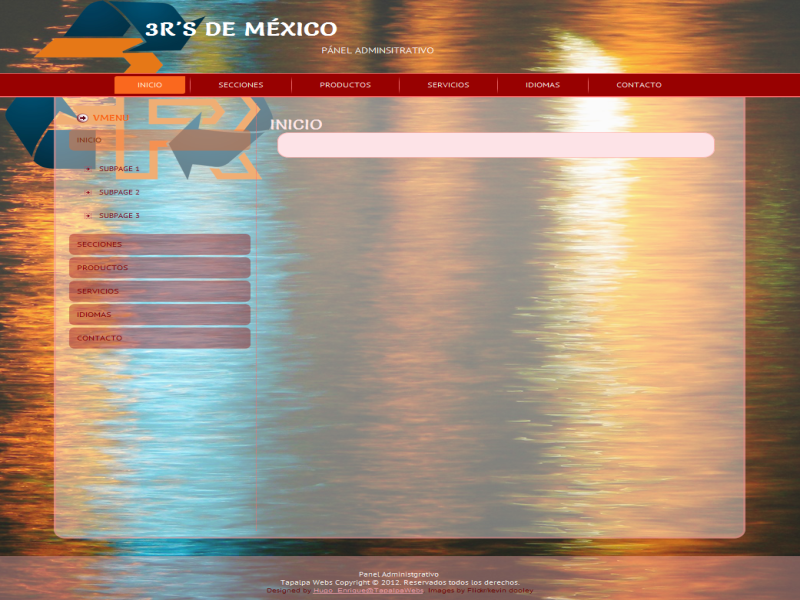 3R'S DE MÉXICO
PÁNEL ADMINSITRATIVO
INICIO
SECCIONES
PRODUCTOS
SERVICIOS
IDIOMAS
CONTACTO
VMENU
INICIO
SUBPAGE 1
SUBPAGE 2
SUBPAGE 3
SECCIONES
PRODUCTOS
SERVICIOS
IDIOMAS
CONTACTO
R
INICIO
Panel Administgrativo
Tapalpa Webs Copyright © 2012. Reservados todos los derechos.
Designed by Hugo_Enrique@TapalpaWebs. Images by Flickr/kevin dooley